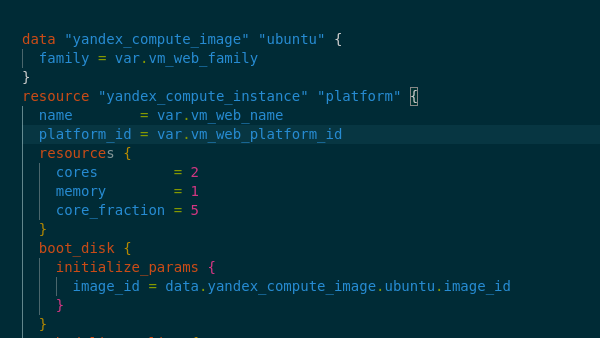 data "yandex_compute_image" "ubuntu" {
  family = var.vm_web_family
}
resource "yandex_compute_instance" "platform" {
  name        = var.vm_web_name
  platform_id = var.vm_web_platform_id
  resources {
    cores         = 2
    memory        = 1
    core_fraction = 5
  }
  boot_disk {
    initialize_params {
      image_id = data.yandex_compute_image.ubuntu.image_id
    }
  }